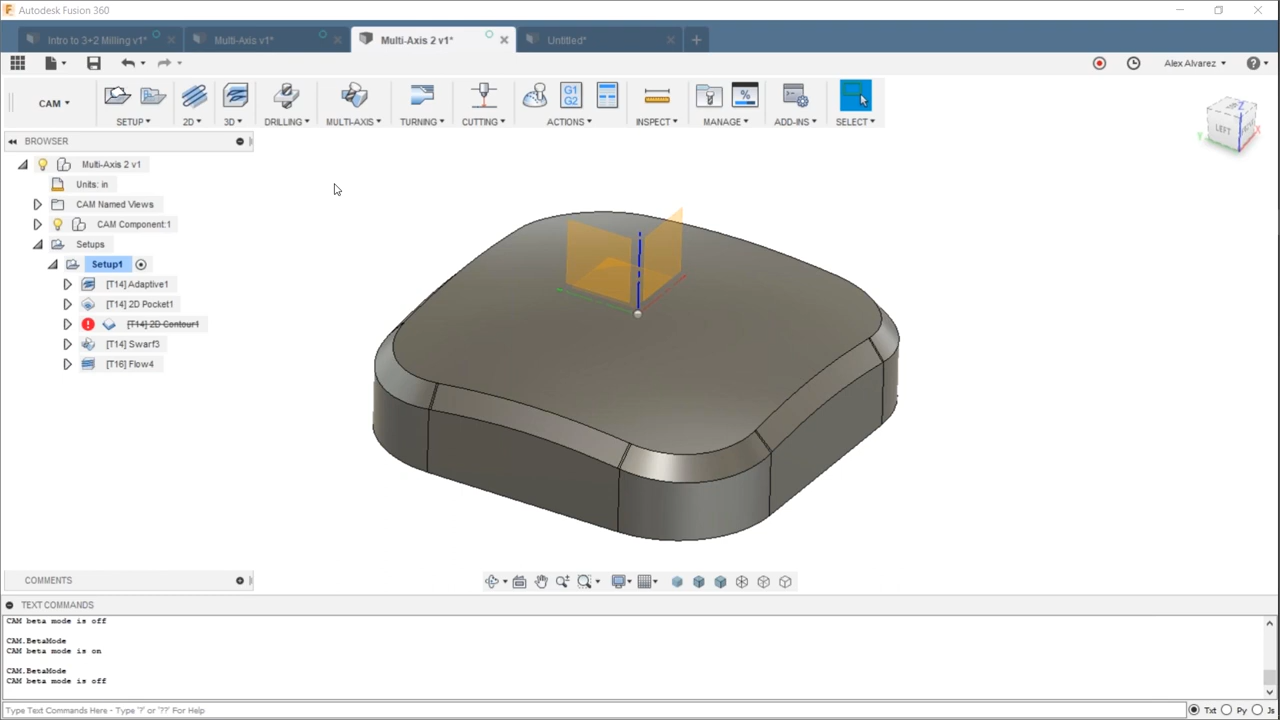 Autodesk Fusion 360
Intro to 3+2 Milling v1*
Multi-Axis v1*
Multi-Axis 2 v1*
Untitled*
Alex Alvarez
CAM
SETUP
2D
3D
DRILLING
MULTI-AXIS
TURNING
CUTTING
G1
G2
ACTIONS
INSPECT
%
MANAGE
ADD-INS
SELECT
Z
LEFT
Y
X
BROWSER
Multi-Axis 2 v1
Units: in
CAM Named Views
CAM Component:1
Setups
Setup1
[T14] Adaptive1
[T14] 2D Pocket1
[T14] 2D Contour1
[T14] Swarf3
[T16] Flow4
COMMENTS
TEXT COMMANDS
CAM beta mode is off
CAM.BetaMode
CAM beta mode is on
CAM.BetaMode
CAM beta mode is off
Type Text Commands Here - Type '?' or '??' For Help
Txt Py Js